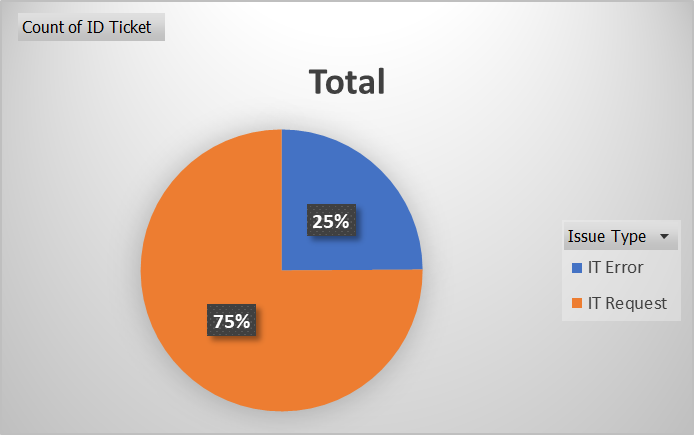 Count of ID Ticket
Total
25%
75%
Issue Type
IT Error
IT Request